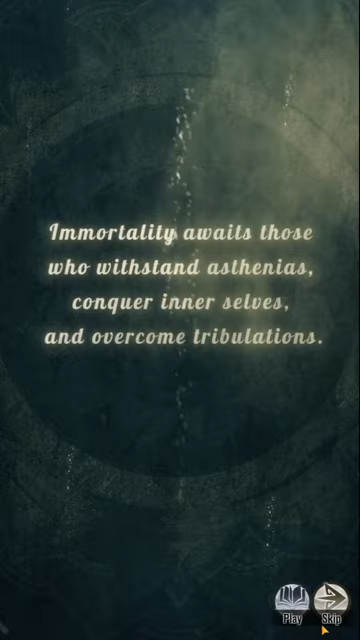 Immortality awaits those
who withstand asthenias,
conquer inner selves,
and overcome tribulations.
Play
Skip